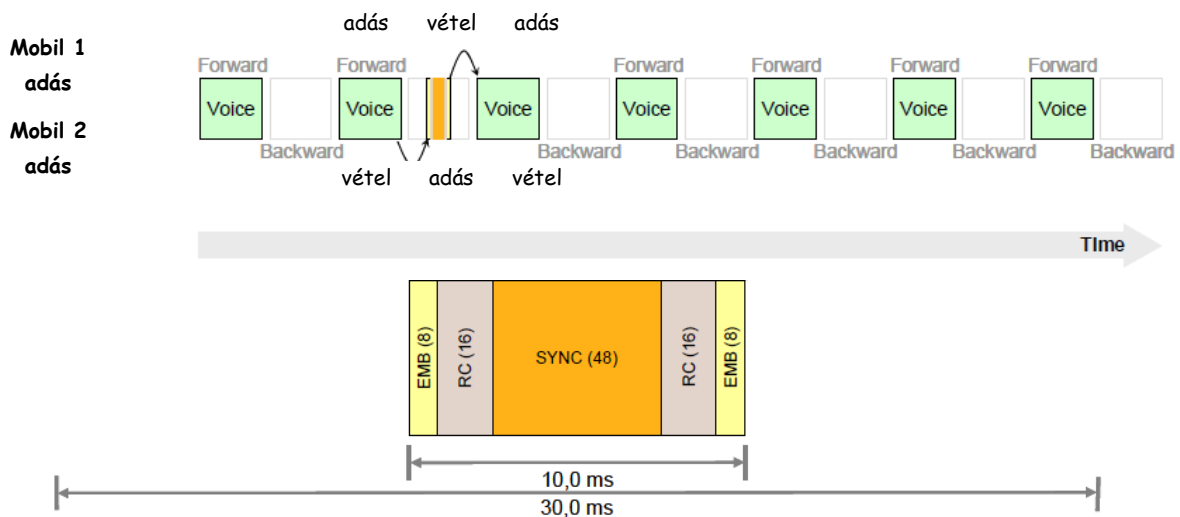 adás vétel adás
Mobil 1
adás
Forward Forward Forward Forward Forward Forward
Voice Voice Voice Voice Voice Voice Voice
Mobil 2
adás
Backward Backward Backward Backward Backward Backward
vétel adás vétel
TIme
EMB (8) RC (16) SYNC (48) RC (16) EMB (8)
10,0 ms
30,0 ms